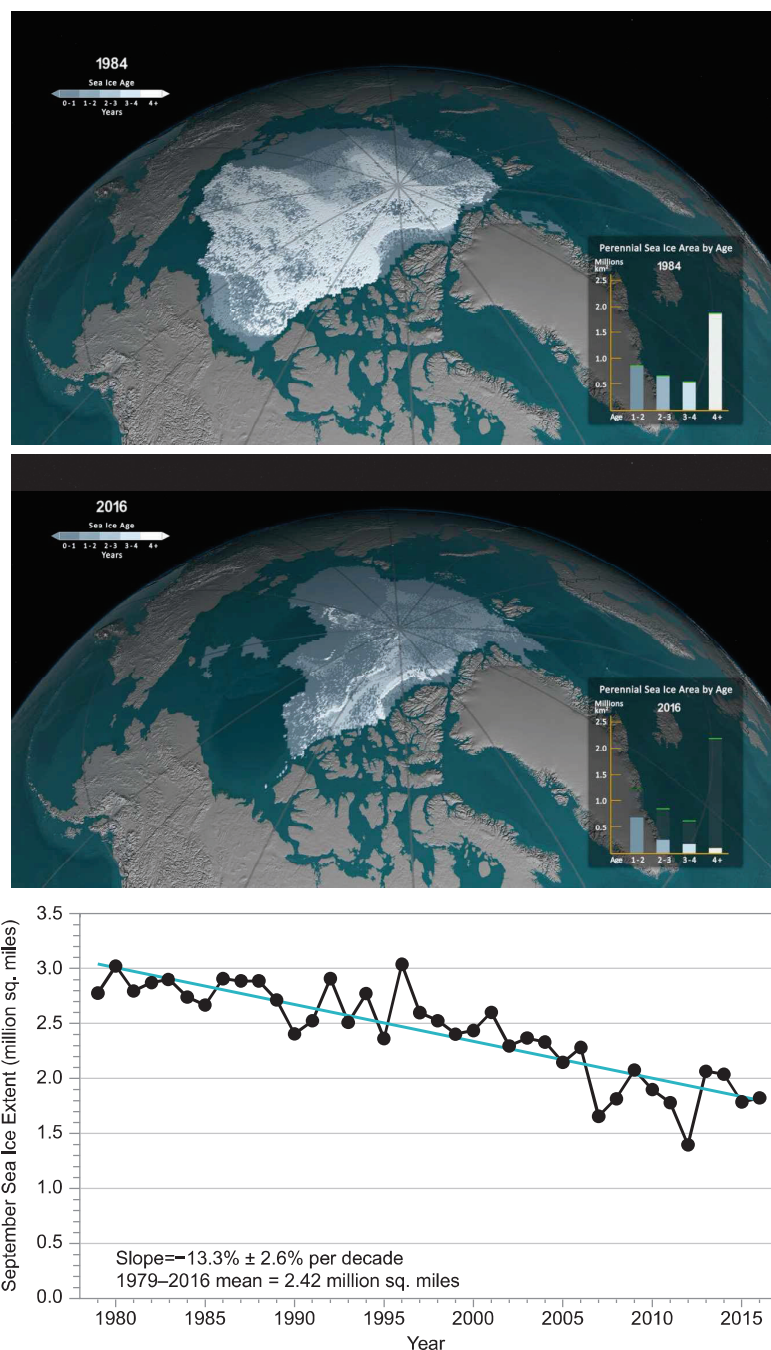 1984
Sea Ice Age
0-1 1-2 2-3 3-4 4+
Years
Perennial Sea Ice Area by Age
Millions
km²
1984
2.5
2.0
1.5
1.0
0.5
Age 1-2 2-3 3-4 4+
2016
Sea Ice Age
0-1 1-2 2-3 3-4 4+
Years
Perennial Sea Ice Area by Age
Millions
km²
2016
2.5
2.0
1.5
1.0
0.5
Age 1-2 2-3 3-4 4+
September Sea Ice Extent (million sq. miles)
3.5
3.0
2.5
2.0
1.5
1.0
0.5
0.0
Slope=−13.3% ± 2.6% per decade
1979–2016 mean = 2.42 million sq. miles
1980 1985 1990 1995 2000 2005 2010 2015
Year